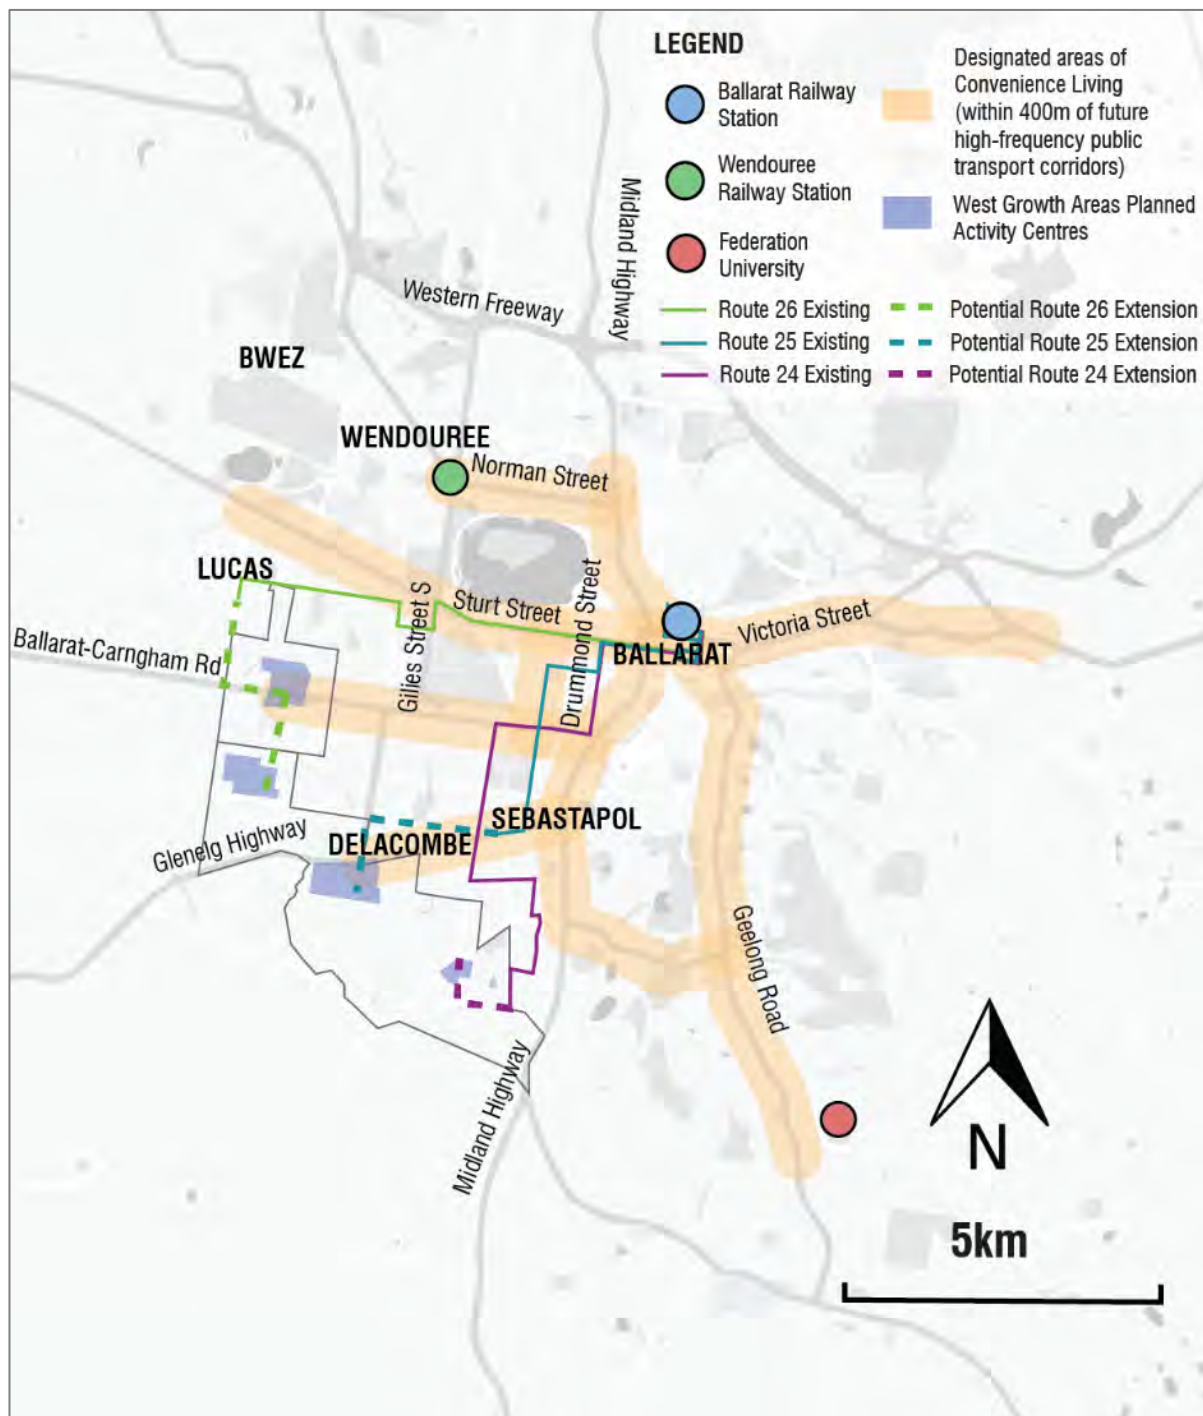 LEGEND
Ballarat Railway
Station
Wendouree
Railway Station
Federation
University
Designated areas of
Convenience Living
(within 400m of future
high-frequency public
transport corridors)
West Growth Areas Planned
Activity Centres
Route 26 Existing
Potential Route 26 Extension
Route 25 Existing
Potential Route 25 Extension
Route 24 Existing
Potential Route 24 Extension
Midland Highway
Western Freeway
BWEZ
WENDOUREE
Norman Street
LUCAS
Gilies Street S
Sturt Street
Drummond Street
Victoria Street
BALLARAT
Ballarat-Carngham Rd
SEBASTAPOL
DELACOMBE
Glenelg Highway
Geelong Road
Midland Highway
N
5km